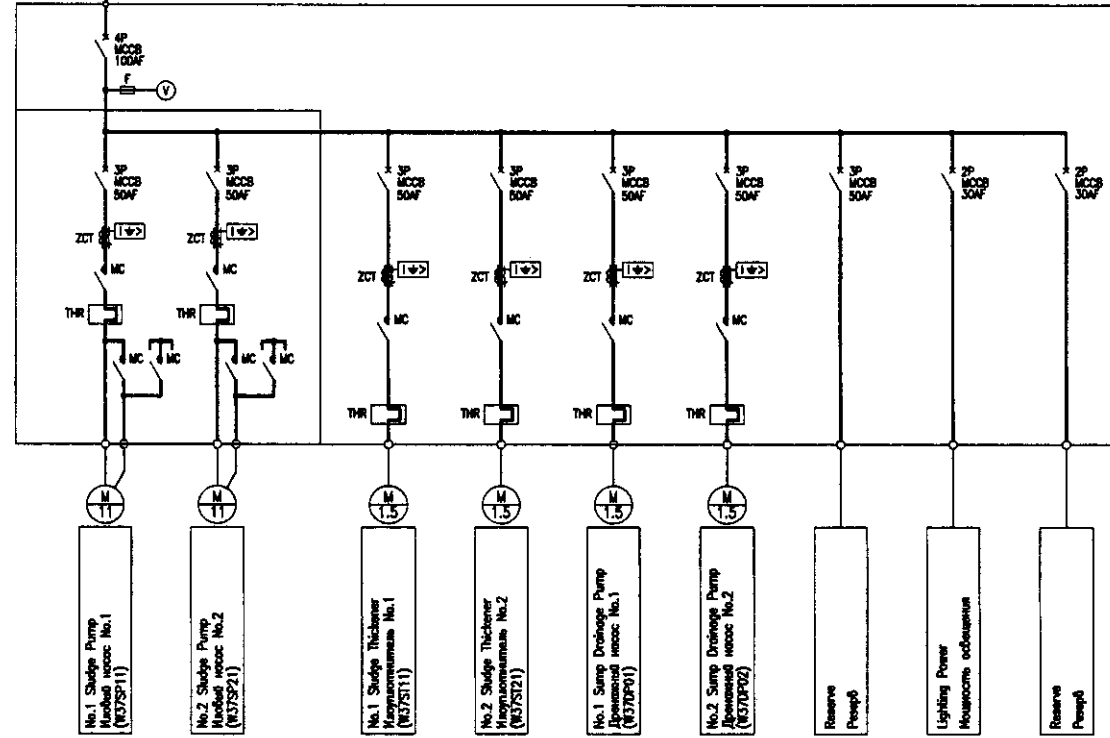 4P
MCCB
100AF
F
V
3P
MCCB
50AF
3P
MCCB
50AF
3P
MCCB
50AF
3P
MCCB
50AF
3P
MCCB
50AF
3P
MCCB
50AF
3P
MCCB
50AF
2P
MCCB
30AF
2P
MCCB
30AF
ZCT
I >
ZCT
I >
ZCT
I >
ZCT
I >
ZCT
I >
ZCT
I >
MC
MC
MC
MC
MC
MC
THR
THR
MC
MC
MC
MC
THR
THR
THR
THR
M
11
M
11
M
1.5
M
1.5
M
1.5
M
1.5
No.1 Sludge Pump
Иловый насос No.1
(W37SP11)
No.2 Sludge Pump
Иловый насос No.2
(W37SP21)
No.1 Sludge Thickener
Илоуплотнитель No.1
(W37ST11)
No.2 Sludge Thickener
Илоуплотнитель No.2
(W37ST21)
No.1 Sump Drainage Pump
Дренажный насос No.1
(W37DP01)
No.2 Sump Drainage Pump
Дренажный насос No.2
(W37DP02)
Reserve
Резерв
Lighting Power
Мощность освещения
Reserve
Резерв